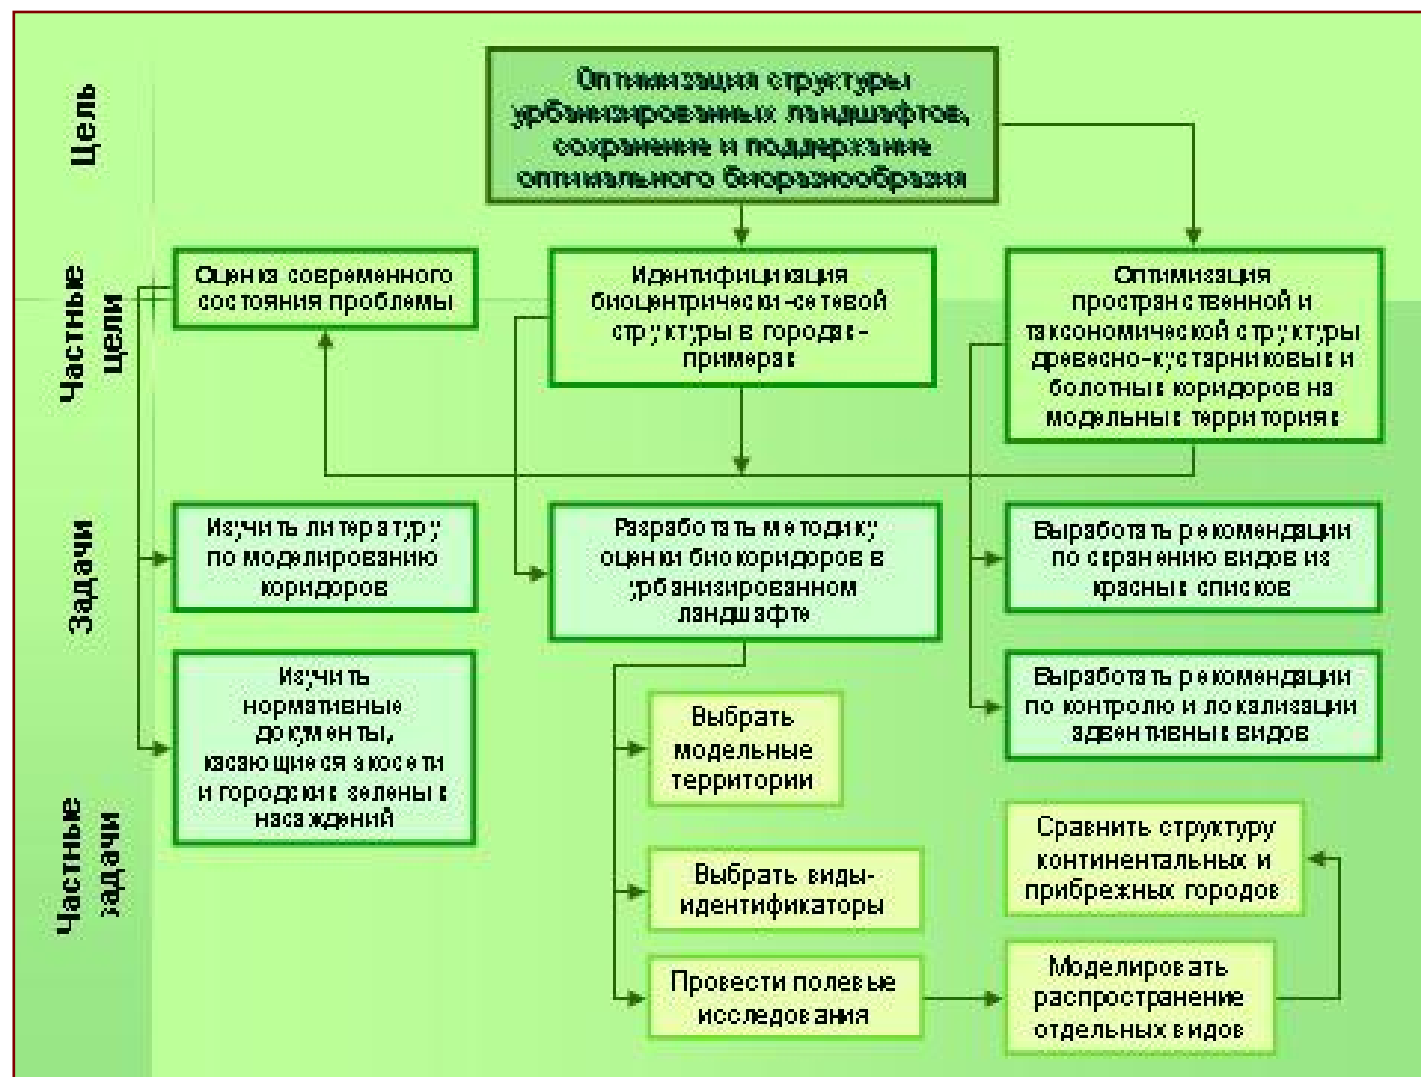 Цель
Оптимизация структуры
урбанизированных ландшафтов,
сохранение и поддержание
оптимального биоразнообразия
Частные
цели
Оценка современного
состояния проблемы
Идентифицикация
биоцентрически-сетевой
структуры в городах-
примерах
Оптимизация
пространственной и
таксономической структуры
древесно-кустарниковых и
болотных коридоров на
модельных территориях
Задачи
Изучить литературу
по моделированию
коридоров
Разработать методику
оценки биокоридоров в
урбанизированном
ландшафте
Выработать рекомендации
по схранению видов из
красных списков
Изучить
нормативные
документы,
касающиеся экосети
и городских зеленых
насаждений
Выработать рекомендации
по контролю и локализации
адвентивных видов
Частные
задачи
Выбрать
модельные
территории
Выбрать виды-
идентификаторы
Провести полевые
исследования
Сравнить структуру
континентальных и
прибрежных городов
Моделировать
распространение
отдельных видов